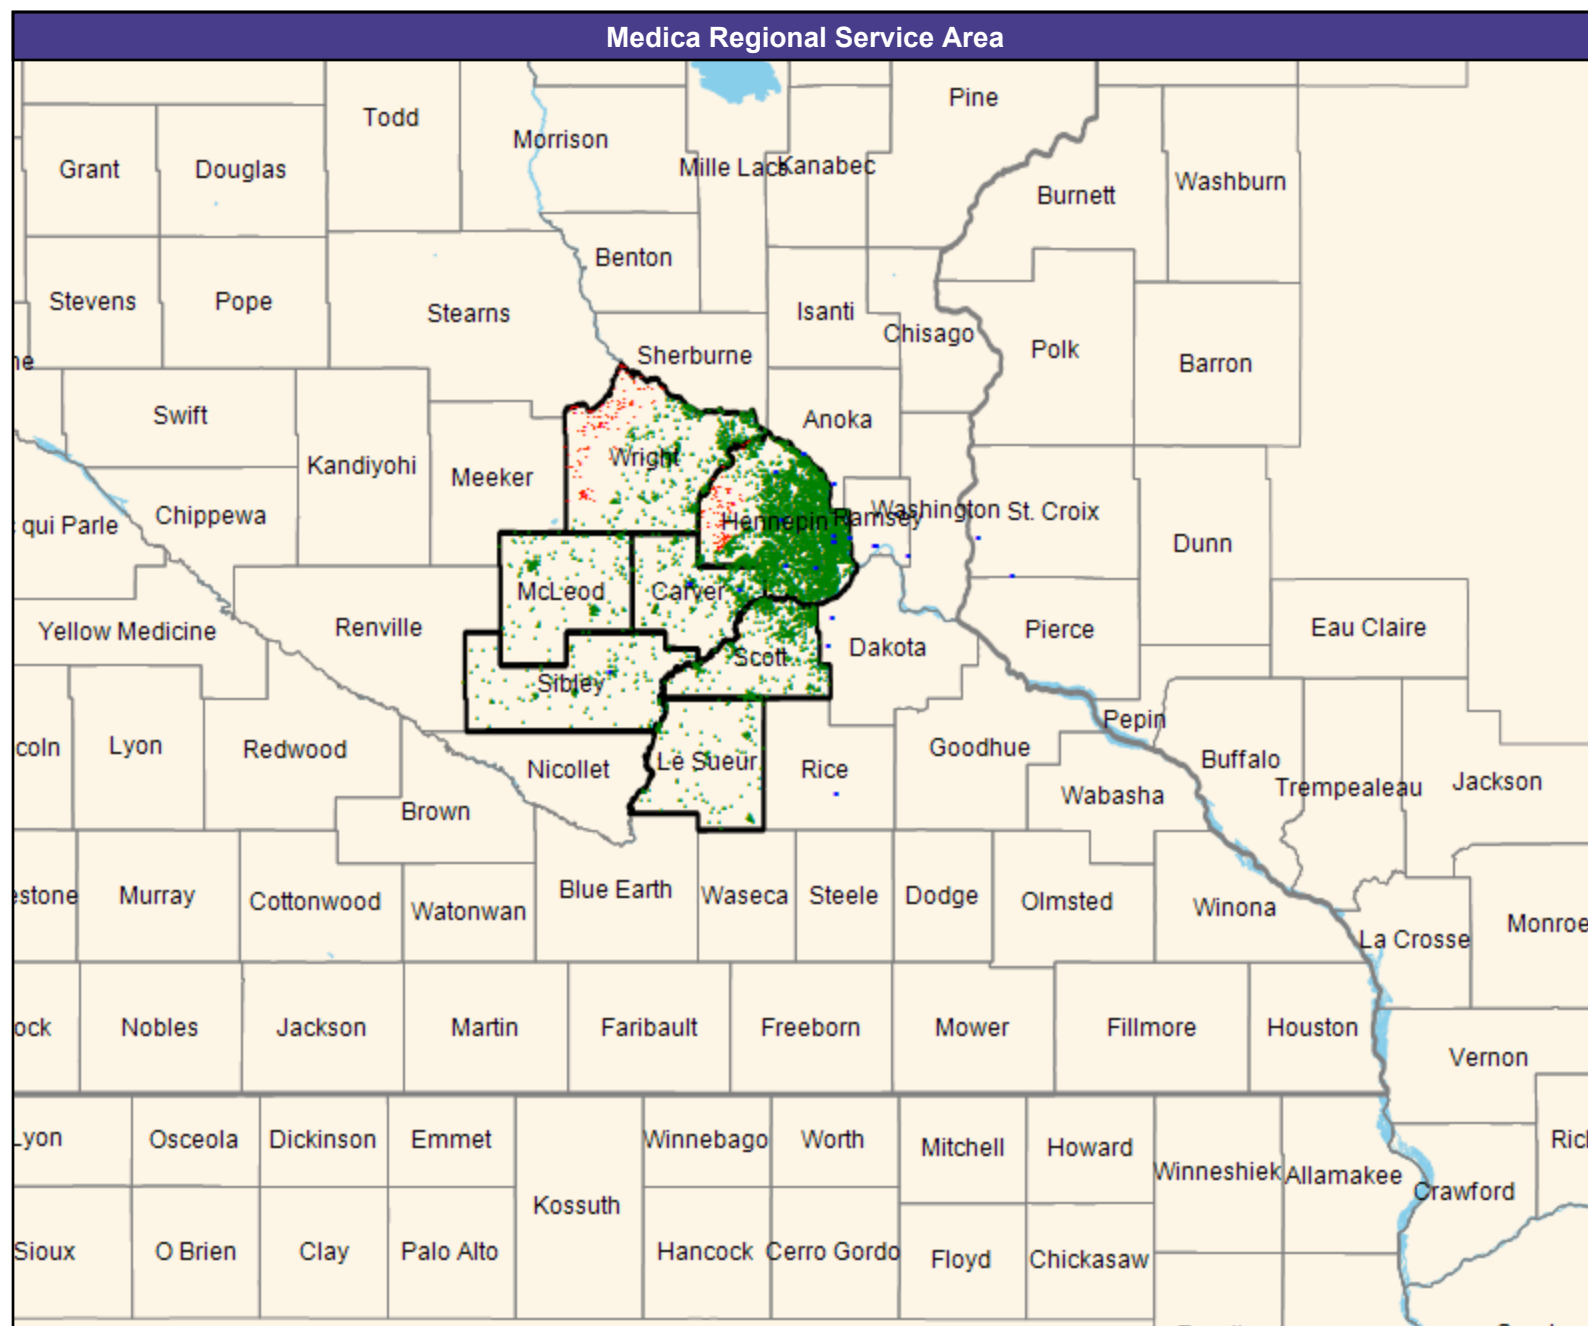 Medica Regional Service Area
Pine
Todd
Morrison
Grant
Douglas
Mille Lacs
Kanabec
Washburn
Burnett
Benton
Stevens
Pope
Stearns
Isanti
Chisago
Sherburne
Polk
Barron
ne
Swift
Anoka
Kandiyohi
Wright
Meeker
Chippewa
qui Parle
Hennepin
Ramsey
Washington
St. Croix
Dunn
McLeod
Carver
Yellow Medicine
Renville
Pierce
Eau Claire
Dakota
Scott
Sibley
Pepin
coln
Lyon
Redwood
Goodhue
Nicollet
Le Sueur
Rice
Buffalo
Trempealeau
Jackson
Wabasha
Brown
Blue Earth
Waseca
Steele
Dodge
Olmsted
Winona
estone
Murray
Cottonwood
Watonwan
La Crosse
Monroe
ock
Nobles
Jackson
Martin
Faribault
Freeborn
Mower
Fillmore
Houston
Vernon
Lyon
Osceola
Dickinson
Emmet
Winnebago
Worth
Mitchell
Howard
Winneshiek
Allamakee
Crawford
Rich
Kossuth
Sioux
O Brien
Clay
Palo Alto
Hancock
Cerro Gordo
Floyd
Chickasaw